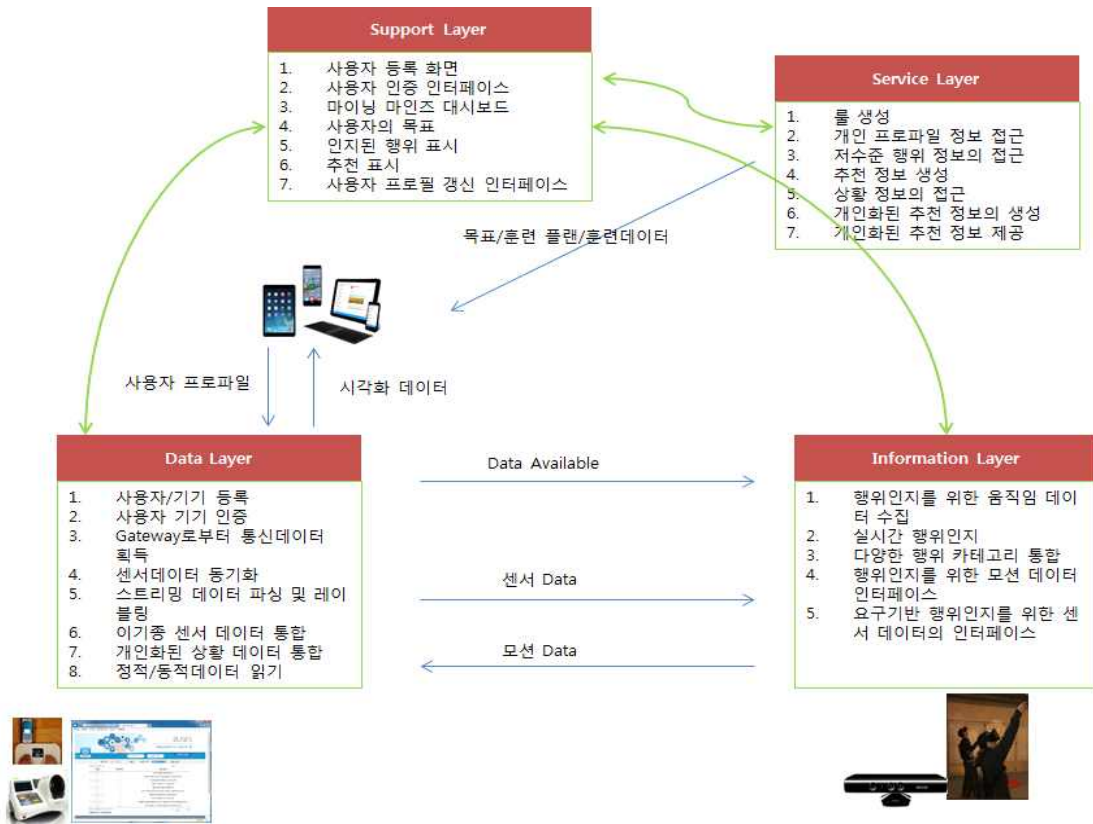 Support Layer
1. 사용자 등록 화면
2. 사용자 인증 인터페이스
3. 마이닝 마인즈 대시보드
4. 사용자의 목표
5. 인지된 행위 표시
6. 추천 표시
7. 사용자 프로필 갱신 인터페이스
Service Layer
1. 룰 생성
2. 개인 프로파일 정보 접근
3. 저수준 행위 정보의 접근
4. 추천 정보 생성
5. 상황 정보의 접근
6. 개인화된 추천 정보의 생성
7. 개인화된 추천 정보 제공
목표/훈련 플랜/훈련데이터
사용자 프로파일
시각화 데이터
Data Layer
1. 사용자/기기 등록
2. 사용자 기기 인증
3. Gateway로부터 통신데이터
획득
4. 센서데이터 동기화
5. 스트리밍 데이터 파싱 및 레이
블링
6. 이기종 센서 데이터 통합
7. 개인화된 상황 데이터 통합
8. 정적/동적데이터 읽기
Data Available
센서 Data
모션 Data
Information Layer
1. 행위인지를 위한 움직임 데이
터 수집
2. 실시간 행위인지
3. 다양한 행위 카테고리 통합
4. 행위인지를 위한 모션 데이터
인터페이스
5. 요구기반 행위인지를 위한 센
서 데이터의 인터페이스